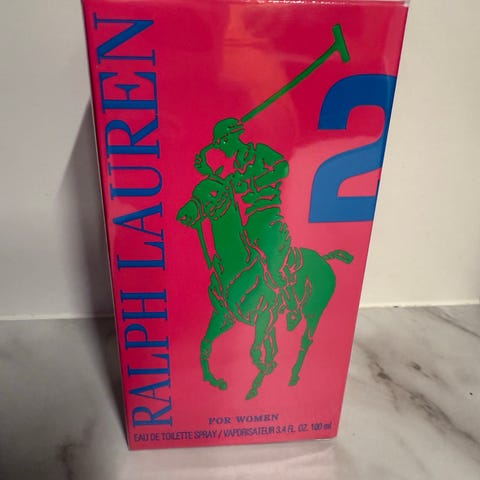 RALPH LAUREN
2
FOR WOMEN
EAU DE TOILETTE SPRAY / VAPORISATEUR 3.4 FL. OZ. 100 ml